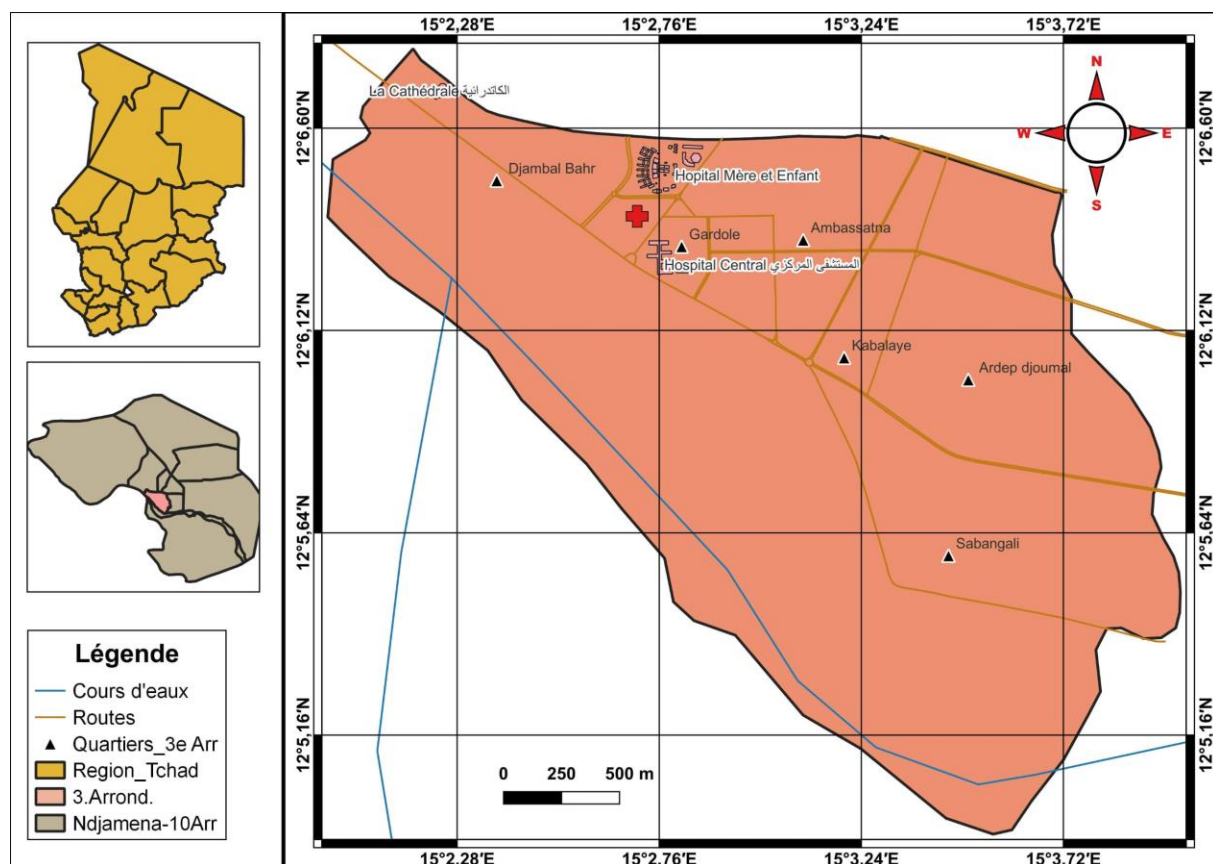 15°2,28'E 15°2,76'E 15°3,24'E 15°3,72'E
12°6,60'N 12°6,60'N
12°6,12'N 12°6,12'N
12°5,64'N 12°5,64'N
12°5,16'N 12°5,16'N
N
W E
S
La Cathédrale الكاتدرائية
Djambal Bahr
Hopital Mère et Enfant
Gardole
Ambassatna
Hospital Central المستشفى المركزي
Kabalaye
Ardep djoumal
Sabangali
0 250 500 m
15°2,28'E 15°2,76'E 15°3,24'E 15°3,72'E
Légende
Cours d'eaux
Routes
Quartiers_3e Arr
Region_Tchad
3.Arrond.
Ndjamena-10Arr